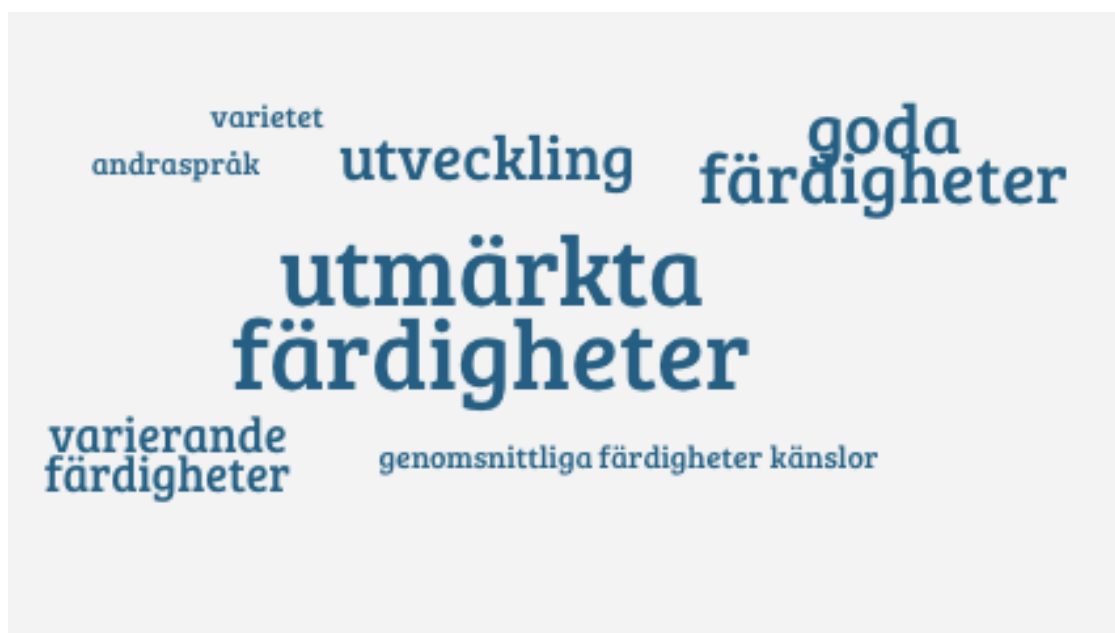 varietet
andraspråk
utveckling
goda
färdigheter
utmärkta
färdigheter
varierande
färdigheter
genomsnittliga färdigheter känslor